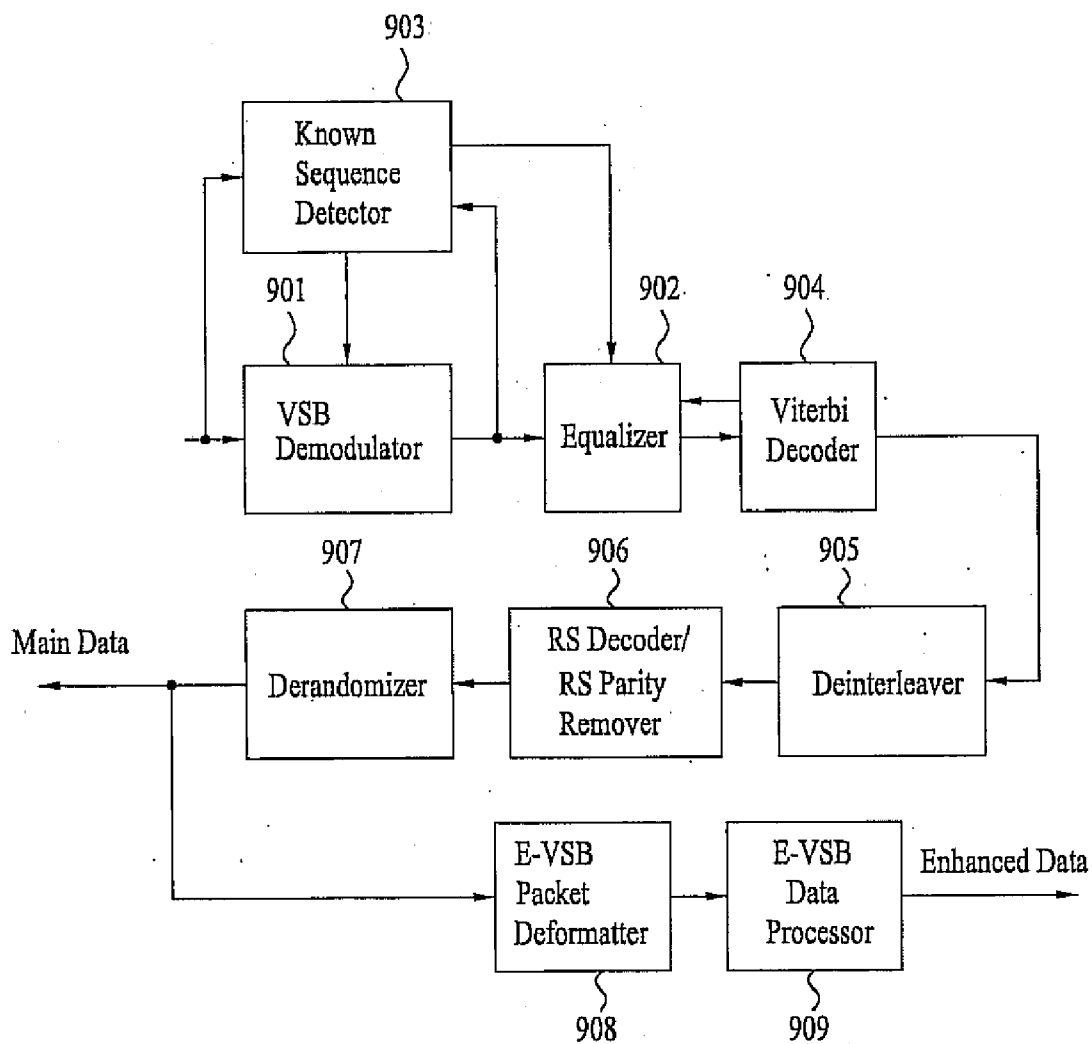 903
Known
Sequence
Detector
901
902
904
VSB
Demodulator
Equalizer
Viterbi
Decoder
907
906
905
Main Data
Derandomizer
RS Decoder/
RS Parity
Remover
Deinterleaver
E-VSB
Packet
Deformatter
E-VSB
Data
Processor
Enhanced Data
908
909